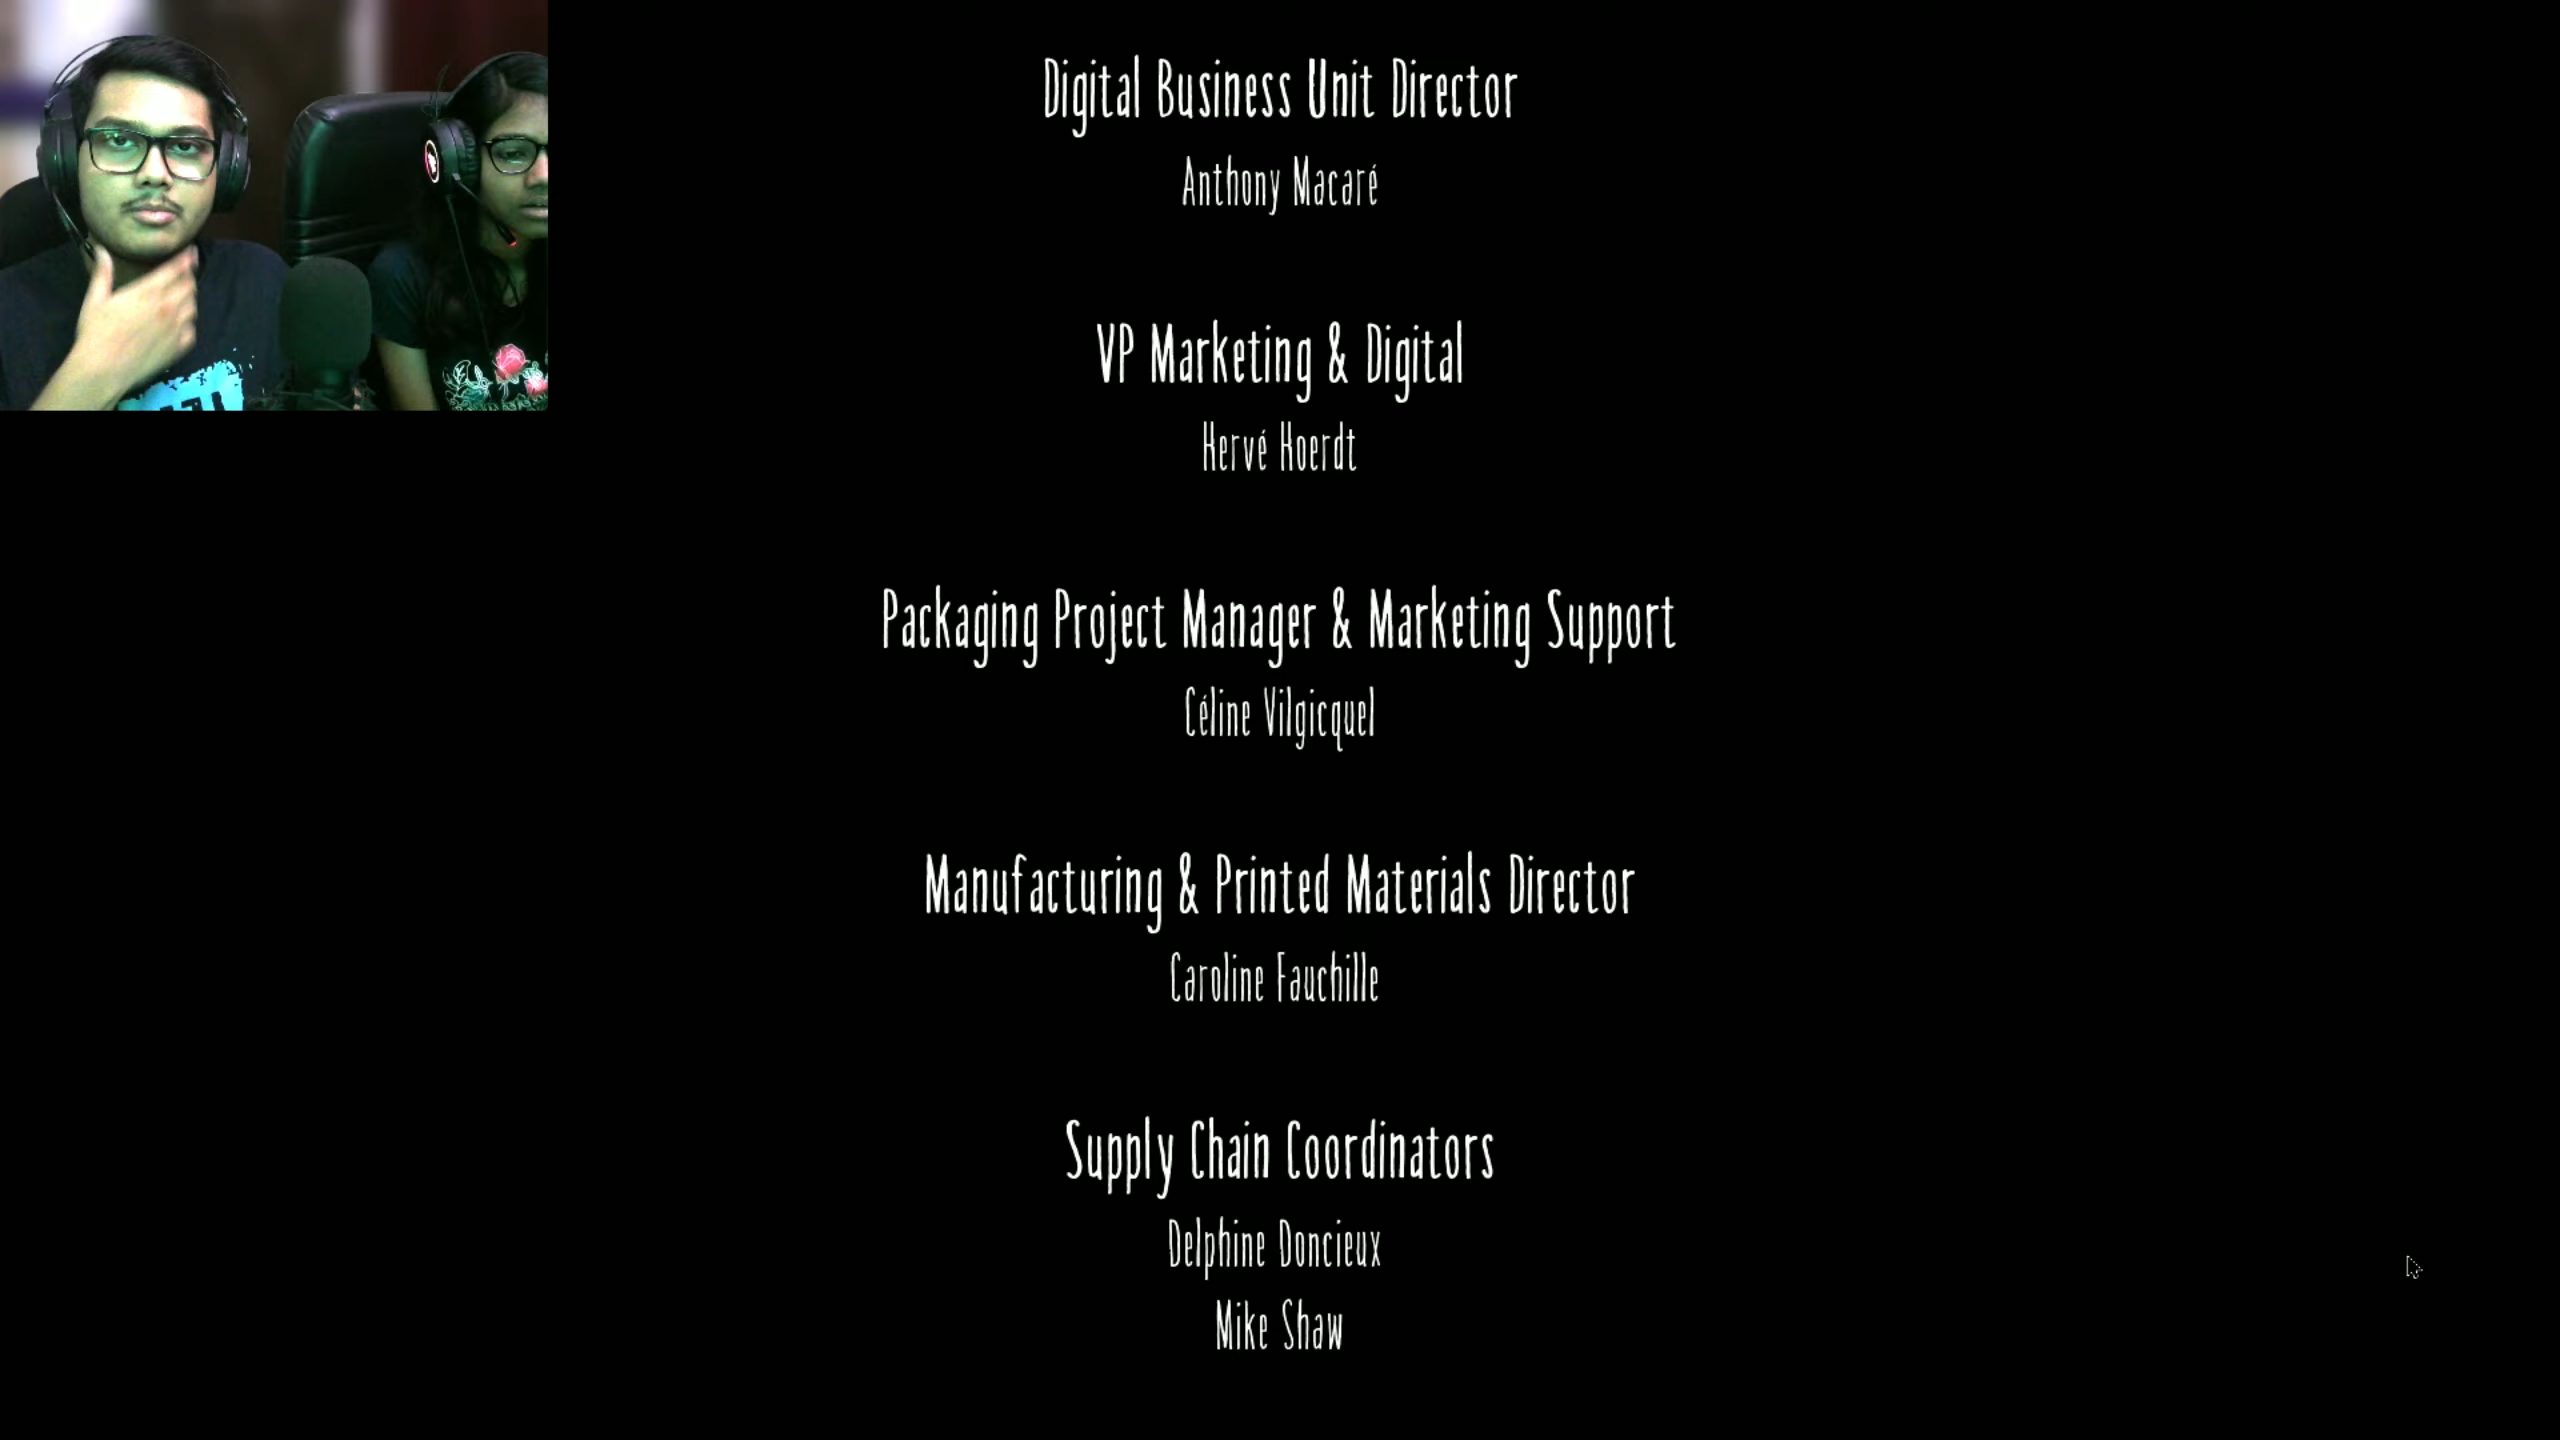 Digital Business Unit Director
Anthony Macaré
VP Marketing & Digital
Hervé Hoerdt
Packaging Project Manager & Marketing Support
Céline Vilgicquel
Manufacturing & Printed Materials Director
Caroline Fauchille
Supply Chain Coordinators
Delphine Doncieux
Mike Shaw